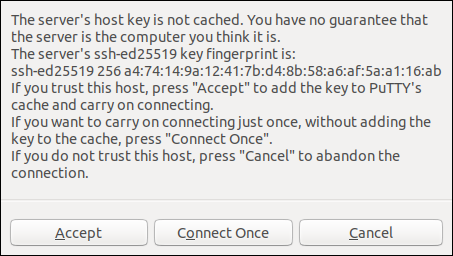 The server's host key is not cached. You have no guarantee that
the server is the computer you think it is.
The server's ssh-ed25519 key fingerprint is:
ssh-ed25519 256 a4:74:14:9a:12:41:7b:d4:8b:58:a6:af:5a:a1:16:ab
If you trust this host, press "Accept" to add the key to PuTTY's
cache and carry on connecting.
If you want to carry on connecting just once, without adding the
key to the cache, press "Connect Once".
If you do not trust this host, press "Cancel" to abandon the
connection.
Accept Connect Once Cancel